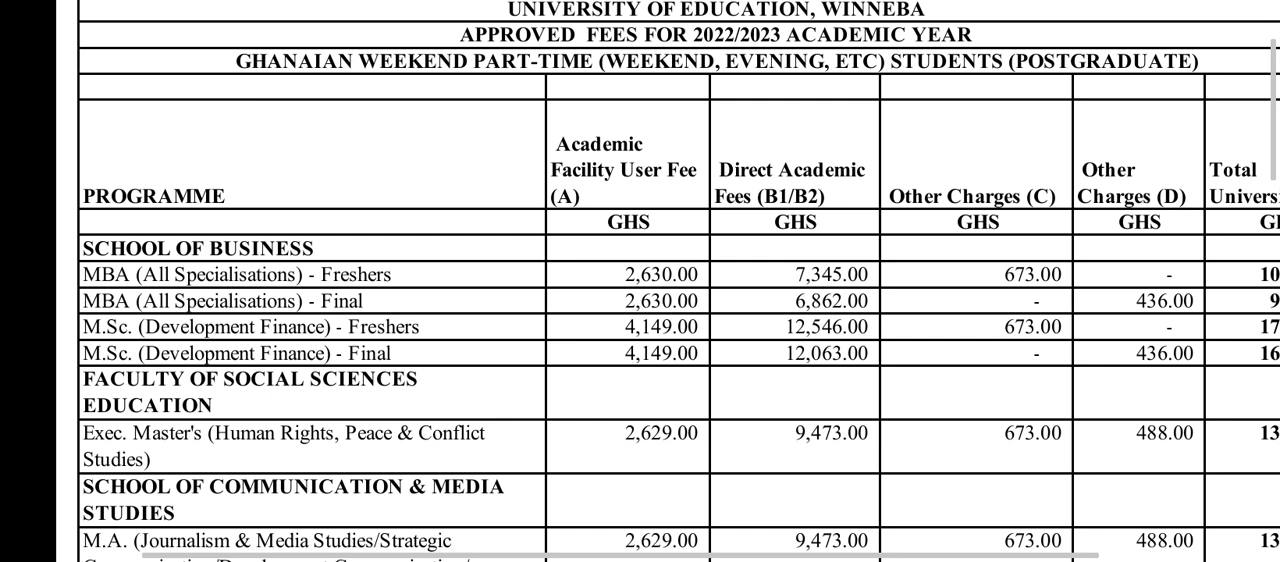 UNIVERSITY OF EDUCATION, WINNEBA
APPROVED FEES FOR 2022/2023 ACADEMIC YEAR
GHANAIAN WEEKEND PART-TIME (WEEKEND, EVENING, ETC) STUDENTS (POSTGRADUATE)
PROGRAMME Academic Facility User Fee (A) Direct Academic Fees (B1/B2) Other Charges (C) Other Charges (D) Total
GHS GHS GHS GHS
SCHOOL OF BUSINESS
MBA (All Specialisations) - Freshers 2,630.00 7,345.00 673.00 - 10
MBA (All Specialisations) - Final 2,630.00 6,862.00 - 436.00 9
M.Sc. (Development Finance) - Freshers 4,149.00 12,546.00 673.00 - 17
M.Sc. (Development Finance) - Final 4,149.00 12,063.00 - 436.00 16
FACULTY OF SOCIAL SCIENCES
EDUCATION
Exec. Master's (Human Rights, Peace & Conflict 2,629.00 9,473.00 673.00 488.00 13
Studies)
SCHOOL OF COMMUNICATION & MEDIA
STUDIES
M.A. (Journalism & Media Studies/Strategic 2,629.00 9,473.00 673.00 488.00 13